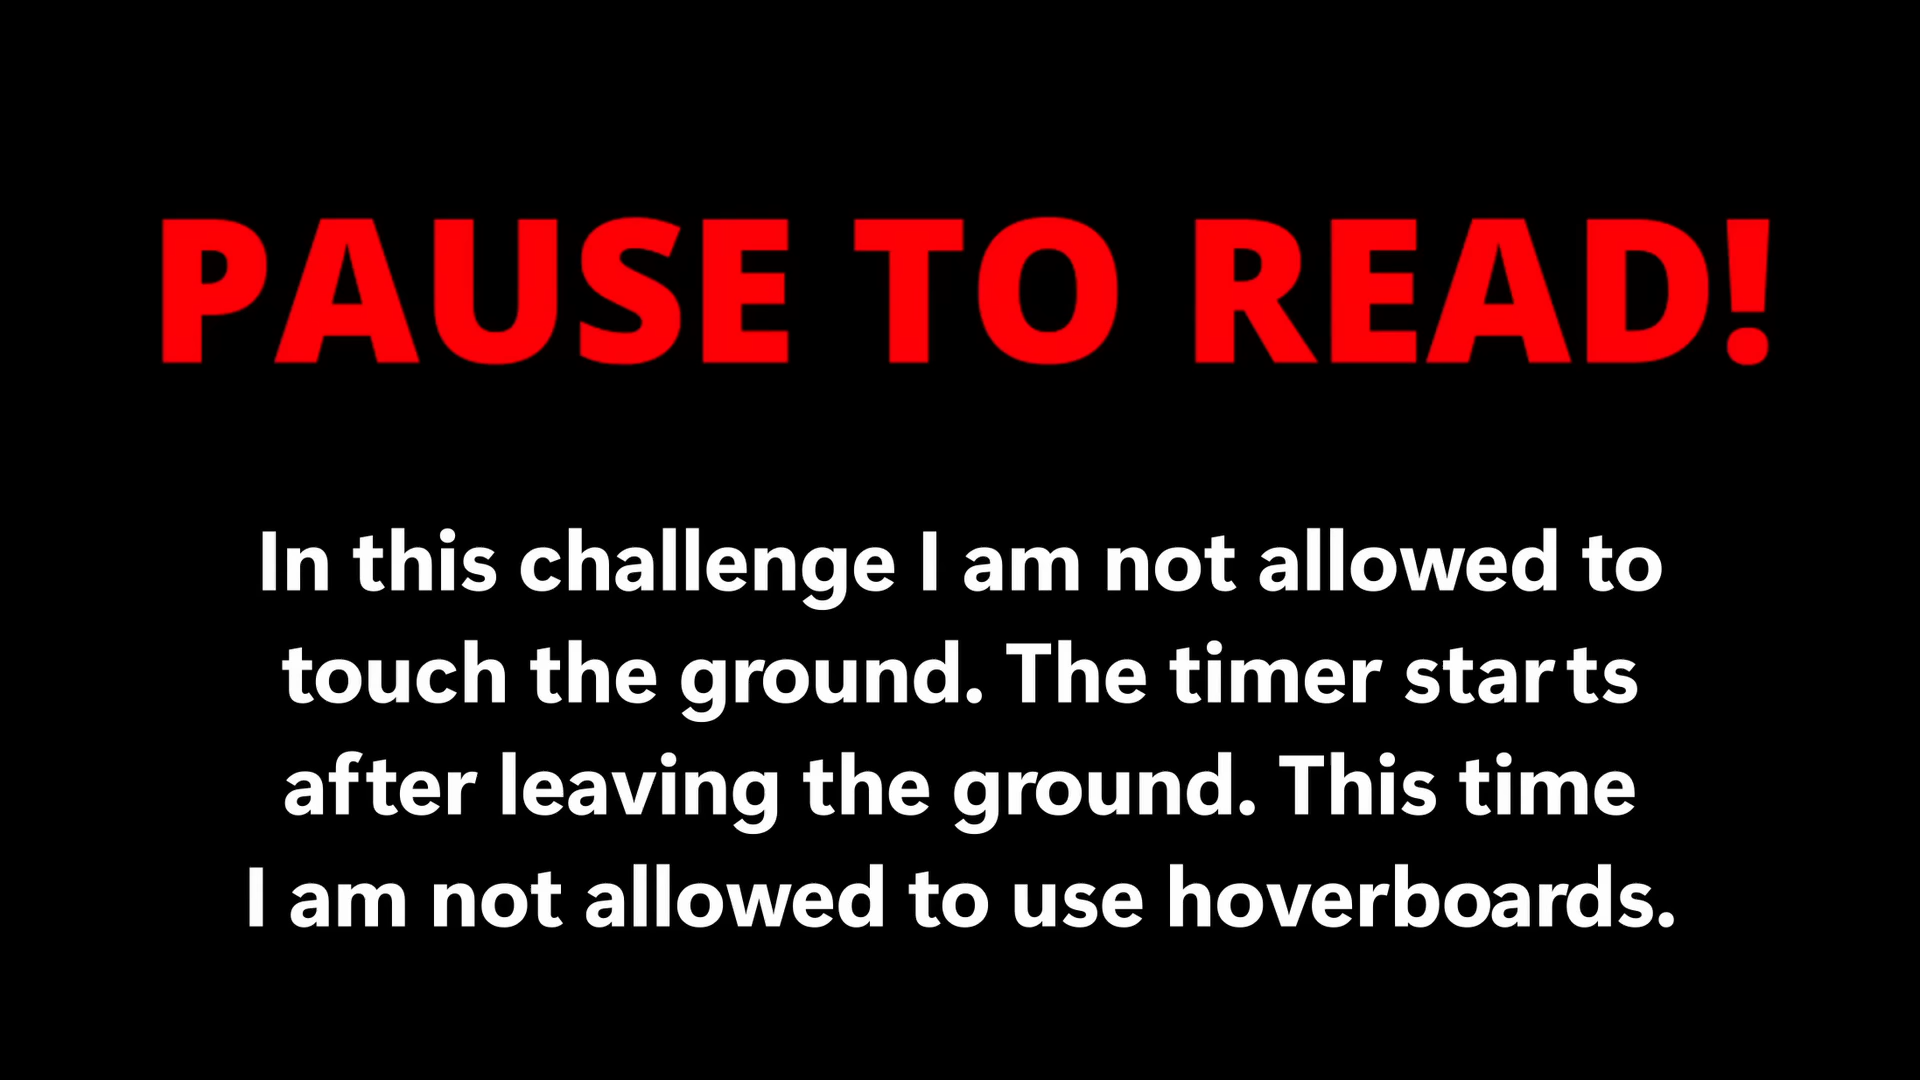 PAUSE TO READ!
In this challenge I am not allowed to
touch the ground. The timer starts
after leaving the ground. This time
I am not allowed to use hoverboards.